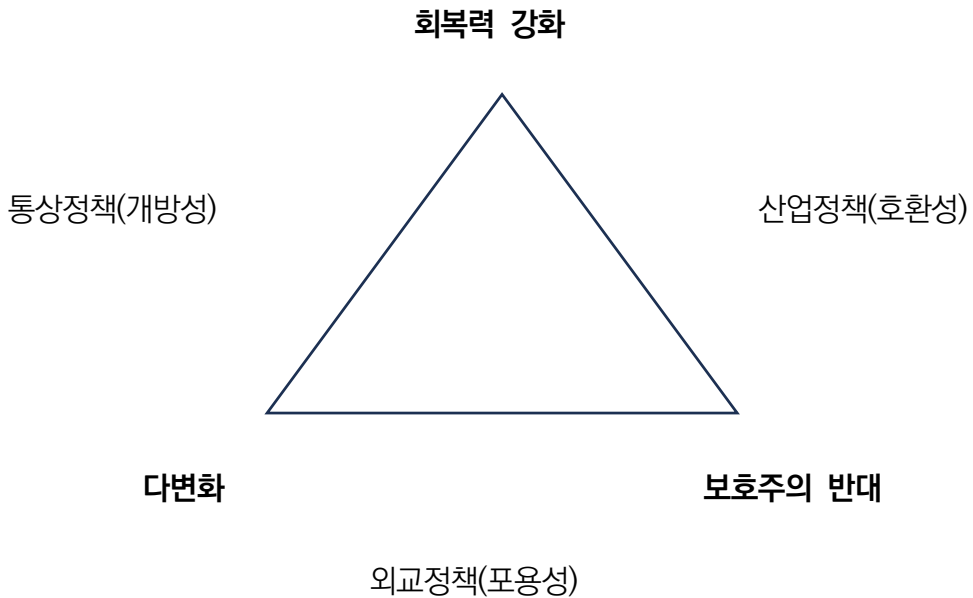 회복력 강화
통상정책(개방성)
산업정책(호환성)
다변화
보호주의 반대
외교정책(포용성)